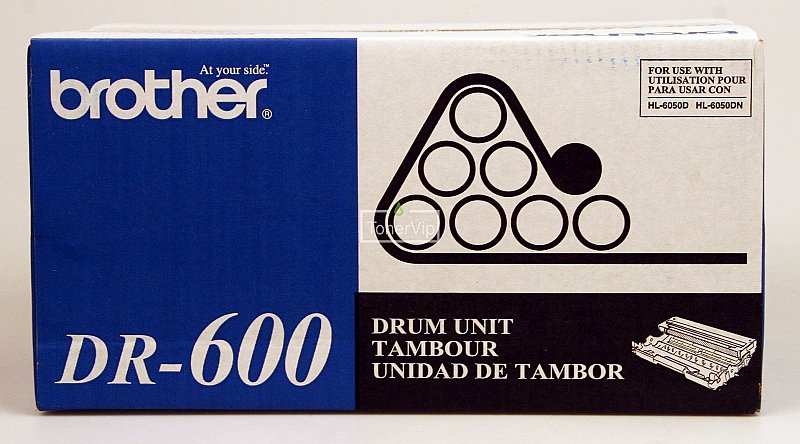 At your side.™
brother®
DR-600
FOR USE WITH
UTILISATION POUR
PARA USAR CON
HL-6050D HL-6050DN
TonerVip
DRUM UNIT
TAMBOUR
UNIDAD DE TAMBOR